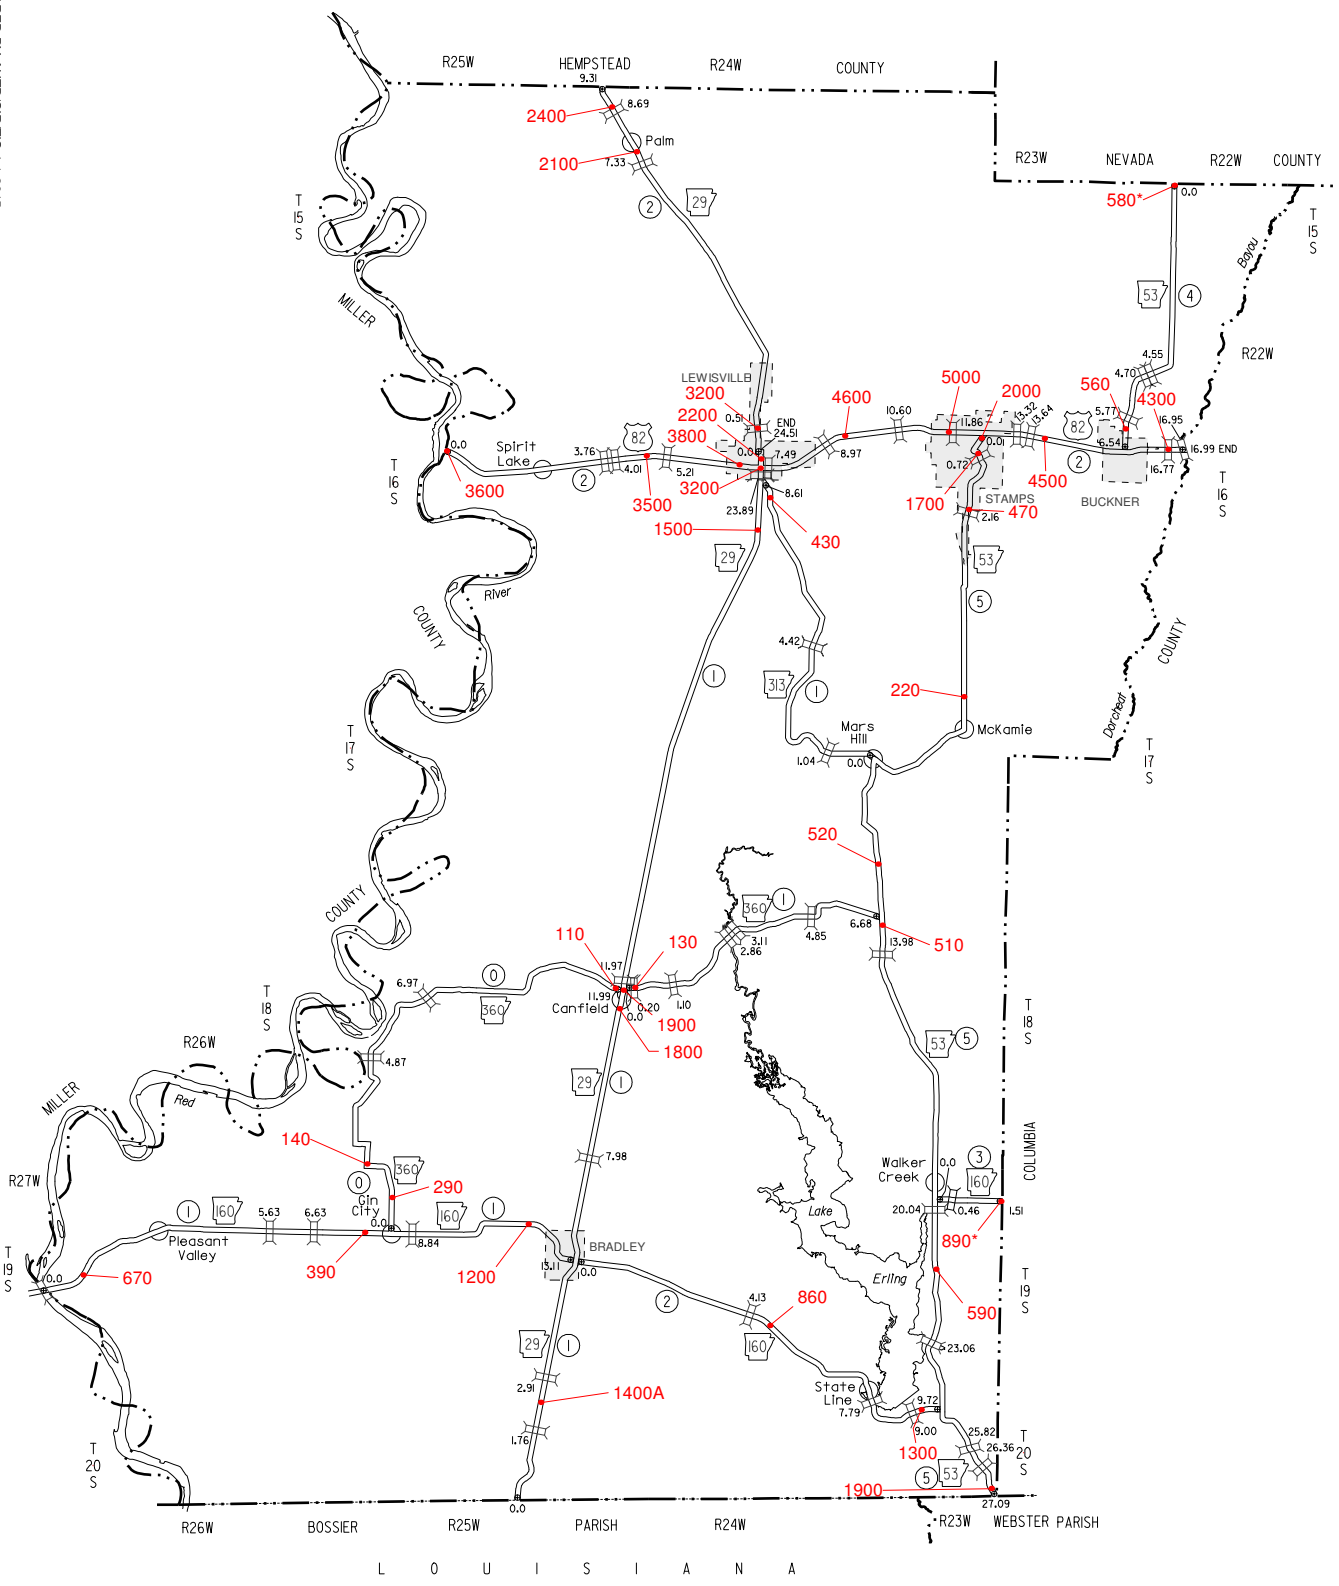 R25W
HEMPSTEAD
R24W
COUNTY
9.31
2400
8.69
Palm
2100
7.33
29
2
R23W
NEVADA
R22W
COUNTY
580*
0.0
T
15
S
T
15
S
Bayou
MILLER
53
4
R22W
4.55
4.70
LEWISVILLE
3200
0.51
END
24.51
2200
3800
0.0
7.49
3200
4600
8.97
10.60
5000
2000
11.86
0.01
13.32
13.64
82
560
4300
5.77
16.95
6.54
16.99 END
16.77
0.0
Spirit
Lake
3.76
82
4.01
5.21
2
3600
3500
0.72
1700
STAMPS
470
2.16
4500
2
BUCKNER
T
16
S
T
16
S
8.61
23.89
1500
430
29
53
5
River
COUNTY
4.42
313
1
1
220
Mars
Hill
McKamie
1.04
0.0
COUNTY
Dorcheat
T
17
S
T
17
S
520
COUNTY
360
1
3.11
2.86
4.85
6.68
510
13.98
110
130
11.97
6.97
0
360
11.99
Canfield
0.20
0.0
1.10
1900
1800
T
18
S
T
18
S
R26W
4.87
53
5
29
1
MILLER
Red
140
360
0
7.98
290
Gin
City
0.0
Walker
Creek
0.0
3
160
COLUMBIA
R27W
1
160
5.63
6.63
160
1
Lake
20.04
0.46
1.51
890*
Pleasant
Valley
8.84
390
1200
BRADLEY
13.11
0.0
T
19
S
0.0
670
Erling
T
19
S
590
2
4.13
860
29
1
160
23.06
2.91
1400A
State
Line
7.79
9.72
9.00
1300
1.76
25.82
26.36
T
20
S
T
20
S
5
53
1900
0.0
27.09
R26W
BOSSIER
R25W
PARISH
R24W
R23W
WEBSTER PARISH
L O U I S I A N A